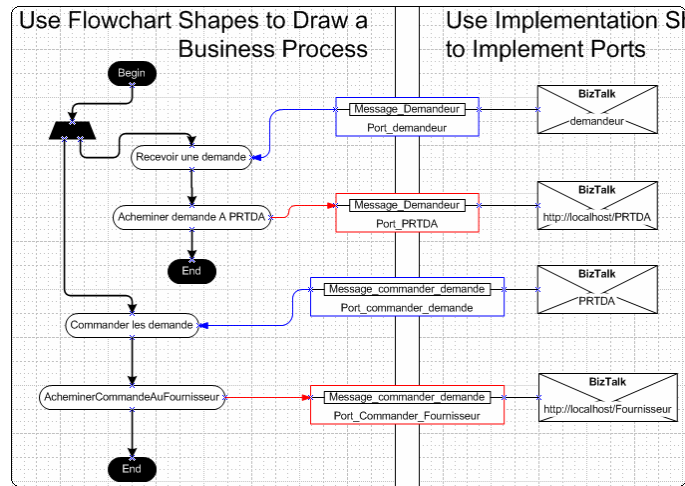 Use Flowchart Shapes to Draw a
Business Process
Use Implementation Sl
to Implement Ports
Begin
Message_Demandeur
Port_demandeur
BizTalk
demandeur
Recevoir une demande
Acheminer demande A PRTDA
Message_Demandeur
Port_PRTDA
BizTalk
http://localhost/PRTDA
End
Message_commander_demande
Port_commander_demande
BizTalk
PRTDA
Commander les demande
AcheminerCommandeAuFournisseur
Message_commander_demande
Port_Commander_Fournisseur
BizTalk
http://localhost/Fournisseur
End